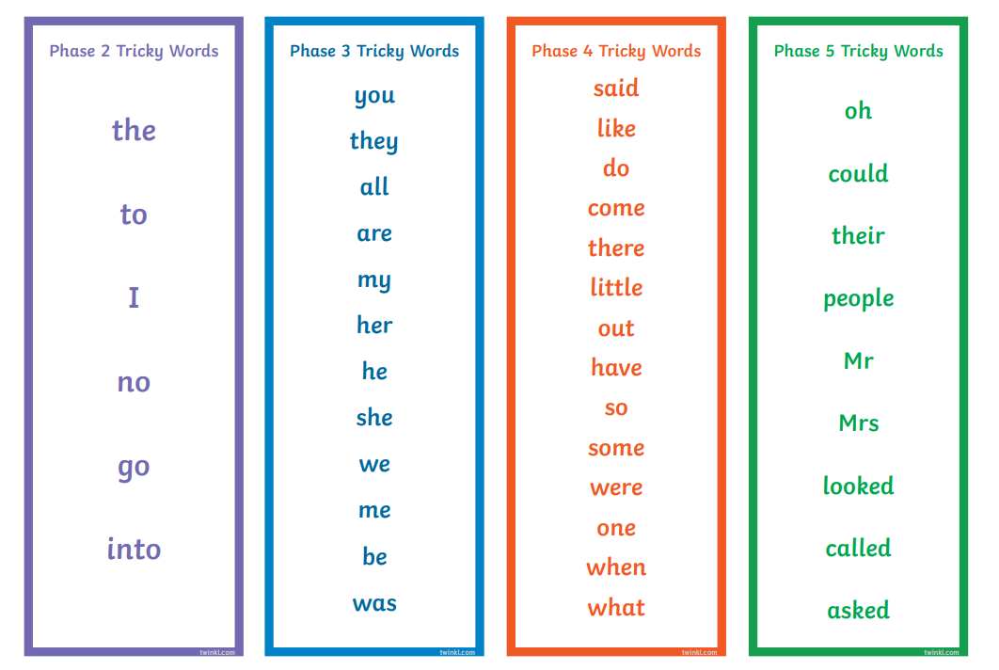 Phase 2 Tricky Words
the
to
I
no
go
into
twinkl.com
Phase 3 Tricky Words
you
they
all
are
my
her
he
she
we
me
be
was
twinkl.com
Phase 4 Tricky Words
said
like
do
come
there
little
out
have
so
some
were
one
when
what
twinkl.com
Phase 5 Tricky Words
oh
could
their
people
Mr
Mrs
looked
called
asked
twinkl.com